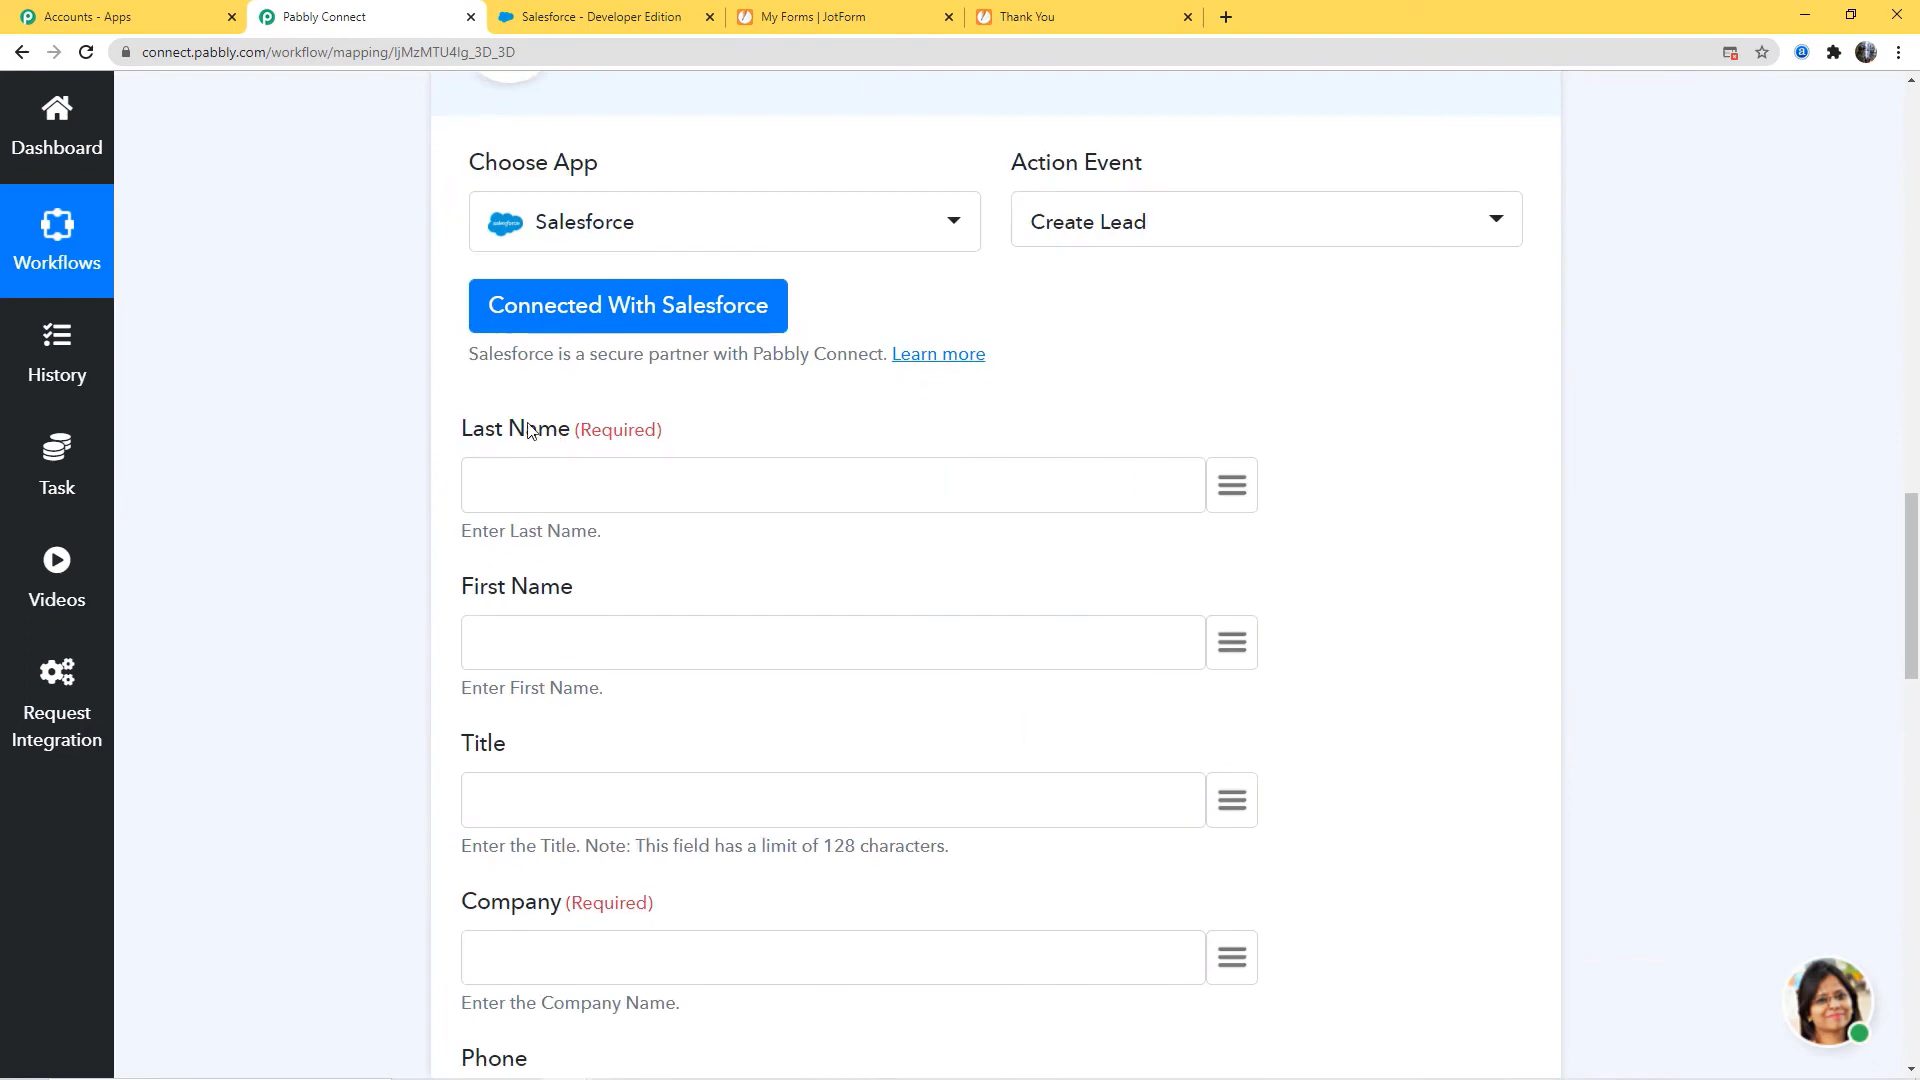 Accounts - Apps
Pabbly Connect
Salesforce - Developer Edition
My Forms | JotForm
Thank You
connect.pabbly.com/workflow/mapping/IjMzMTU4Ig_3D_3D
Dashboard
Workflows
History
Task
Videos
Request
Integration
Choose App
Action Event
Salesforce
Create Lead
Connected With Salesforce
Salesforce is a secure partner with Pabbly Connect. Learn more
Last Name (Required)
Enter Last Name.
First Name
Enter First Name.
Title
Enter the Title. Note: This field has a limit of 128 characters.
Company (Required)
Enter the Company Name.
Phone